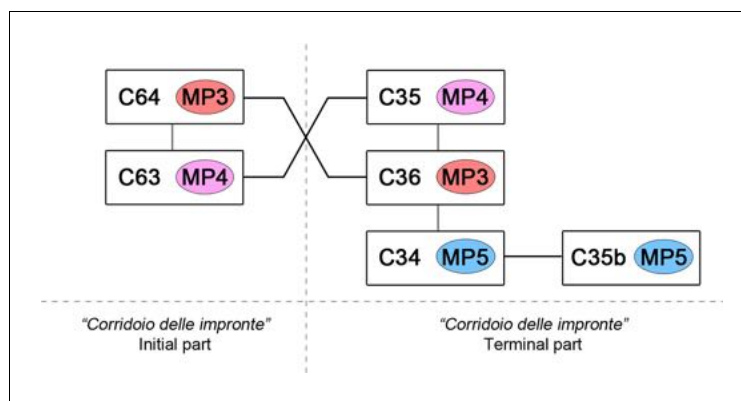 C64 MP3
C63 MP4
C35 MP4
C36 MP3
C34 MP5
C35b MP5
"Corridoio delle impronte"
Initial part
"Corridoio delle impronte"
Terminal part